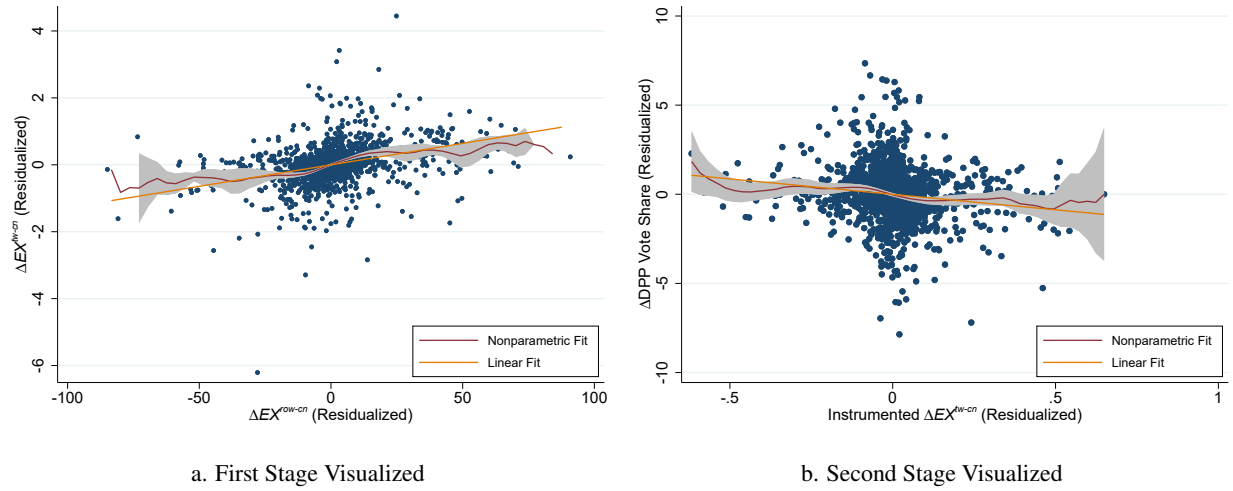 4
2
0
-2
-4
-6
ΔEX^tw-cn (Residualized)
-100
-50
0
50
100
ΔEX^row-cn (Residualized)
Nonparametric Fit
Linear Fit
a. First Stage Visualized
10
5
0
-5
-10
ΔDPP Vote Share (Residualized)
-.5
0
.5
1
Instrumented ΔEX^tw-cn (Residualized)
Nonparametric Fit
Linear Fit
b. Second Stage Visualized